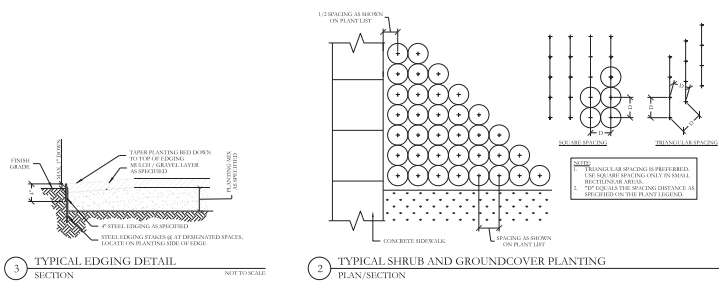 FINISH
GRADE
MAX. 1" DOWN
TAPER PLANTING BED DOWN
TO TOP OF EDGING
MULCH / GRAVEL LAYER
AS SPECIFIED
PLANTING MIX
AS SPECIFIED
4"
4" STEEL EDGING AS SPECIFIED
STEEL EDGING STAKES @ AT DESIGNATED SPACES,
LOCATE ON PLANTING SIDE OF EDGE
3
TYPICAL EDGING DETAIL
SECTION
NOT TO SCALE
1/2 SPACING AS SHOWN
ON PLANT LIST
CONCRETE SIDEWALK
SPACING AS SHOWN
ON PLANT LIST
D
D
SQUARE SPACING
D
D
D
TRIANGULAR SPACING
NOTE:
1. TRIANGULAR SPACING IS PREFERRED.
USE SQUARE SPACING ONLY IN SMALL
RECTILINEAR AREAS.
2. "D" EQUALS THE SPACING DISTANCE AS
SPECIFIED ON THE PLANT LEGEND.
2
TYPICAL SHRUB AND GROUNDCOVER PLANTING
PLAN/SECTION